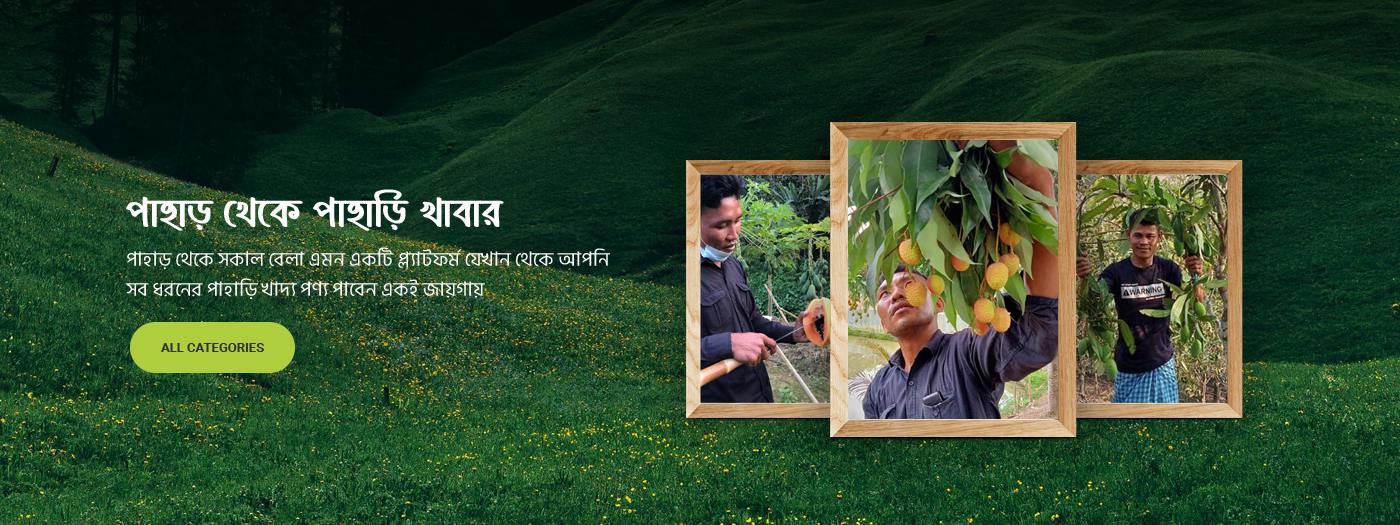 পাহাড় থেকে পাহাড়ি খাবার
পাহাড় থেকে সকাল বেলা এমন একটি প্ল্যাটফর্ম যেখান থেকে আপনি
সব ধরনের পাহাড়ি খাদ্য পণ্য পাবেন একই জায়গায়
ALL CATEGORIES
WARNING